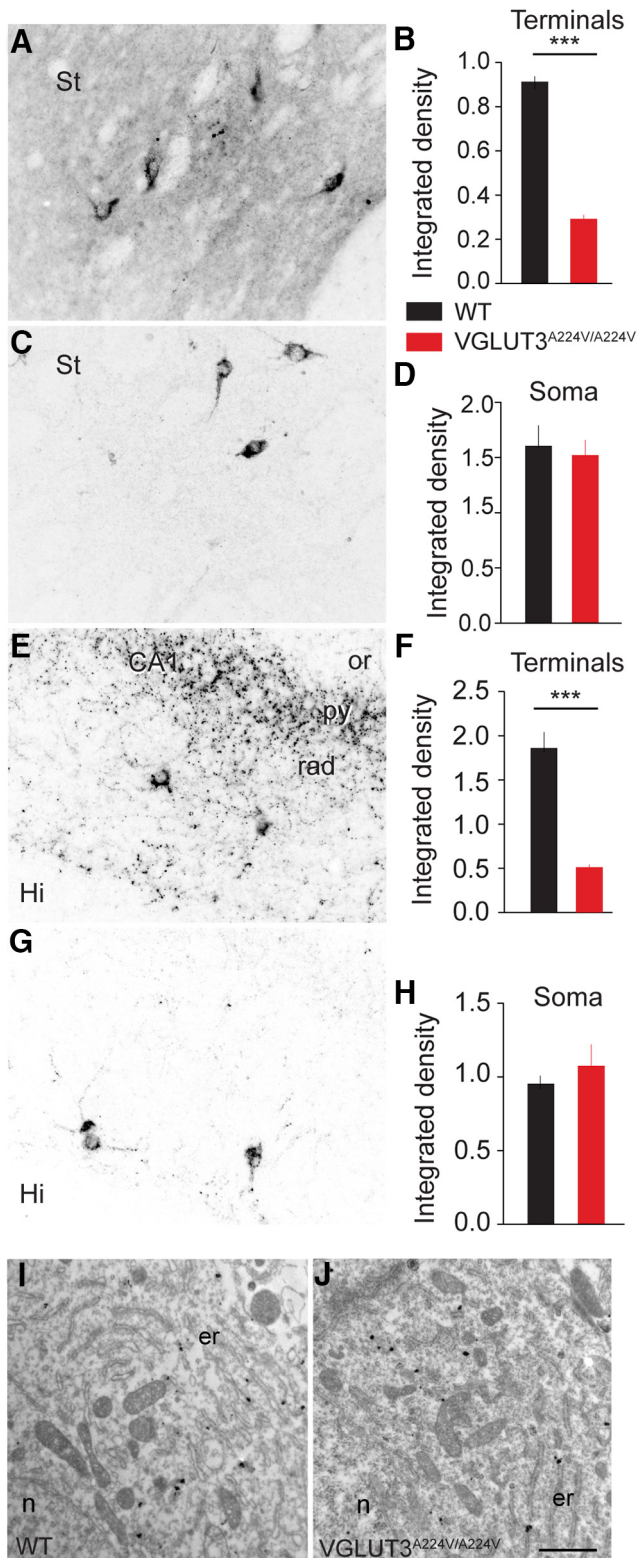 A
St
B
Terminals
***
Integrated density
1.0
0.8
0.6
0.4
0.2
0.0
WT
VGLUT3A224V/A224V
C
St
D
Soma
Integrated density
2.0
1.5
1.5
0.5
0.0
E
CA1
or
py
rad
Hi
F
Terminals
***
Integrated density
2.5
2.0
1.5
1.0
0.5
0.0
G
Hi
H
Soma
Integrated density
1.5
1.0
0.5
0.0
I
er
n
WT
J
n
er
VGLUT3A224V/A224V